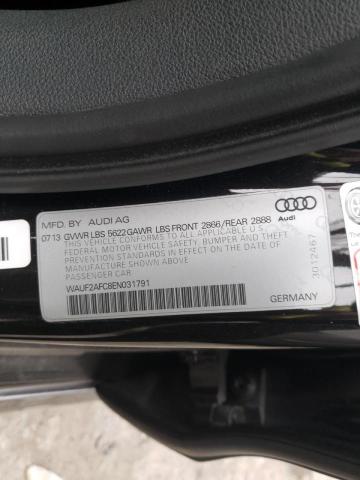 MFD. BY AUDI AG
0713 GVWR LBS 5622 GAWR LBS FRONT 2866/REAR 2888
THIS VEHICLE CONFORMS TO ALL APPLICABLE U.S.
FEDERAL MOTOR VEHICLE SAFETY, BUMPER AND THEFT
PREVENTION STANDARDS IN EFFECT ON THE DATE OF
MANUFACTURE SHOWN ABOVE.
PASSENGER CAR
WAUF2AFC8EN031791
GERMANY
Audi
3012467